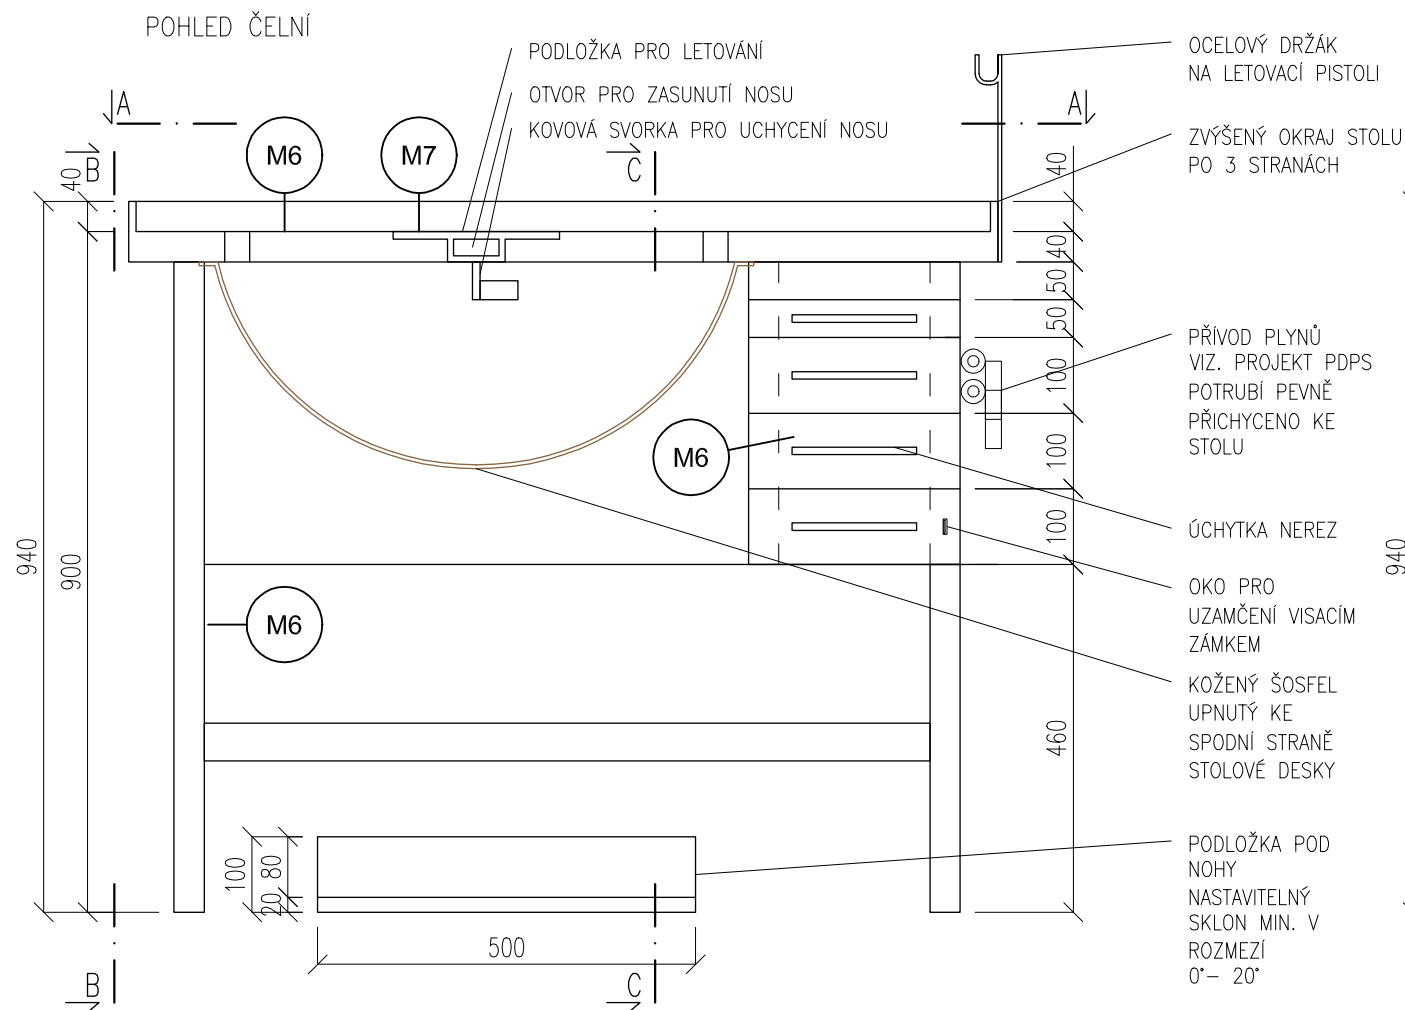 POHLED ČELNÍ
PODLOŽKA PRO LETOVÁNÍ
OTVOR PRO ZASUNUTÍ NOSU
KOVOVÁ SVORKA PRO UCHYCENÍ NOSU
OCELOVÝ DRŽÁK
NA LETOVACÍ PISTOLI
ZVÝŠENÝ OKRAJ STOLU
PO 3 STRANÁCH
A
A
B
C
M6
M7
40
40
40
50
50
100
100
100
460
PŘÍVOD PLYNŮ
VIZ. PROJEKT PDPS
POTRUBÍ PEVNĚ
PŘICHYCENO KE
STOLU
M6
ÚCHYTKA NEREZ
940
900
940
OKO PRO
UZAMČENÍ VISACÍM
ZÁMKEM
M6
KOŽENÝ ŠOSFEL
UPNUTÝ KE
SPODNÍ STRANĚ
STOLOVÉ DESKY
PODLOŽKA POD
NOHY
NASTAVITELNÝ
SKLON MIN. V
ROZMEZÍ
0°– 20°
100
80
20
500
B
C